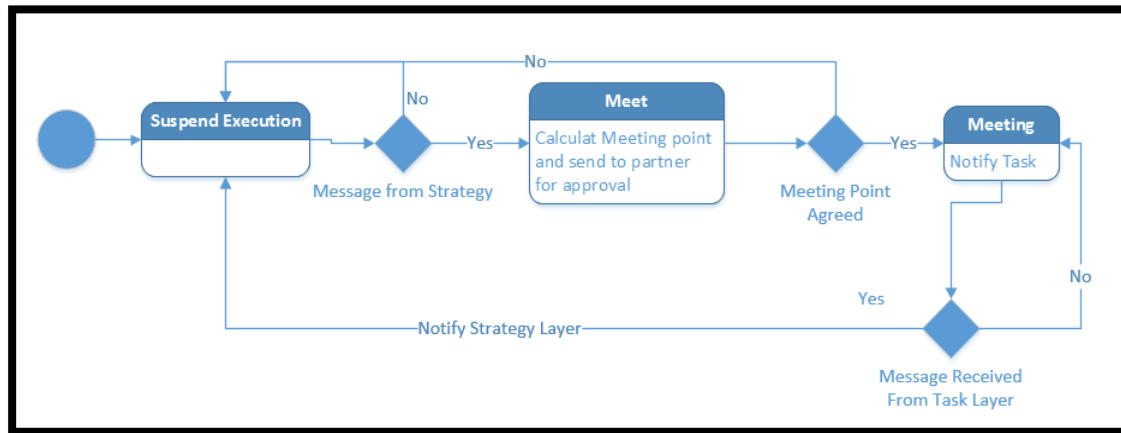 No
No
Suspend Execution
Yes
Message from Strategy
Meet
Calculat Meeting point
and send to partner
for approval
Meeting Point
Agreed
Yes
Meeting
Notify Task
No
Yes
Notify Strategy Layer
Message Received
From Task Layer